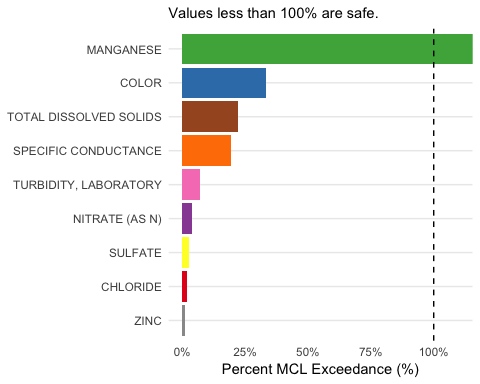 Values less than 100% are safe.
MANGANESE
COLOR
TOTAL DISSOLVED SOLIDS
SPECIFIC CONDUCTANCE
TURBIDITY, LABORATORY
NITRATE (AS N)
SULFATE
CHLORIDE
ZINC
0% 25% 50% 75% 100%
Percent MCL Exceedance (%)